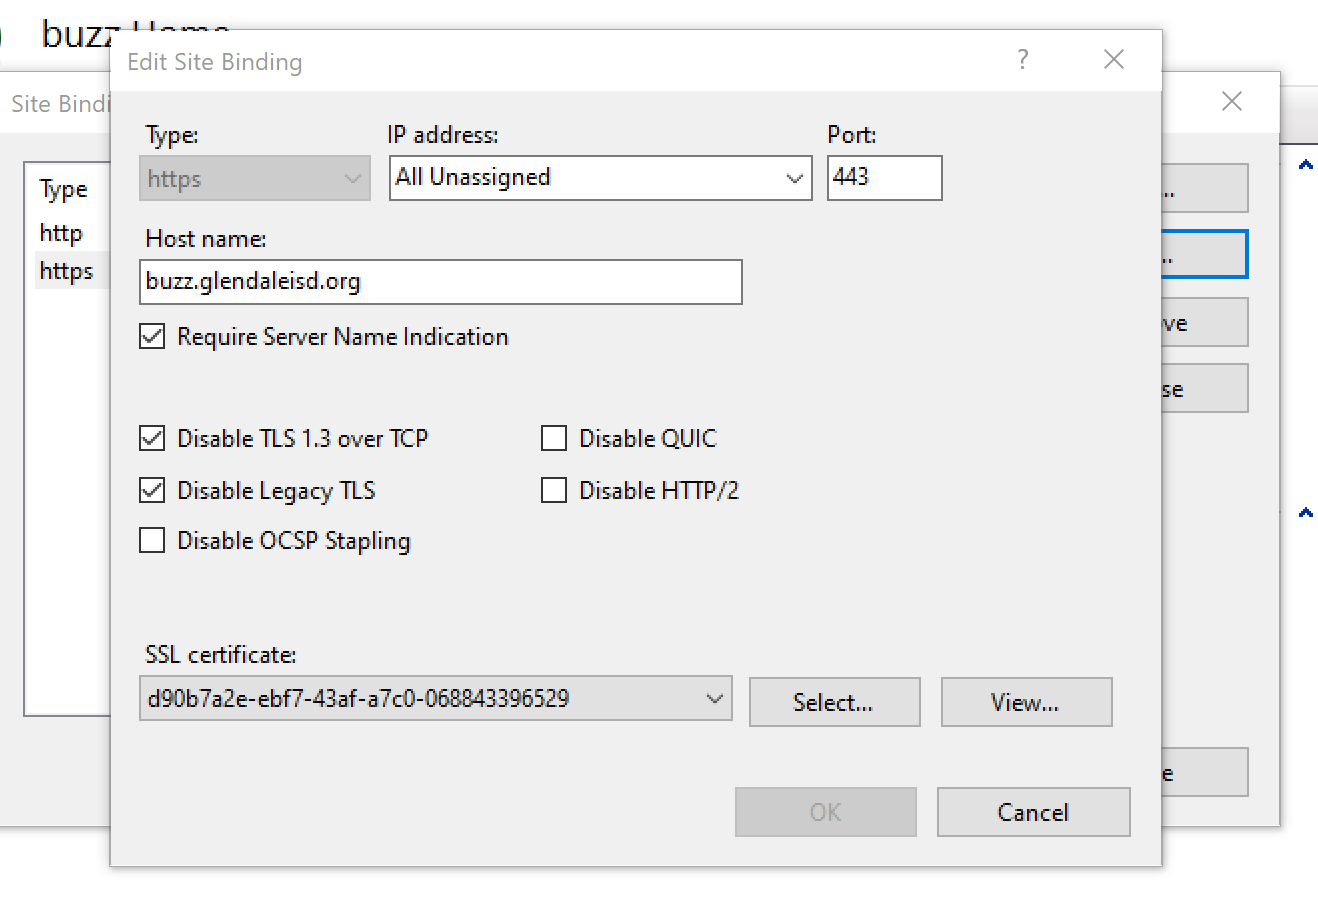 buzz Home
Edit Site Binding
?
Site Bindi
Type:
IP address:
Port:
https
All Unassigned
443
Type
http
https
Host name:
buzz.glendaleisd.org
Require Server Name Indication
Disable TLS 1.3 over TCP
Disable QUIC
Disable Legacy TLS
Disable HTTP/2
Disable OCSP Stapling
SSL certificate:
d90b7a2e-ebf7-43af-a7c0-068843396529
Select...
View...
OK
Cancel
..
..
ve
se
e